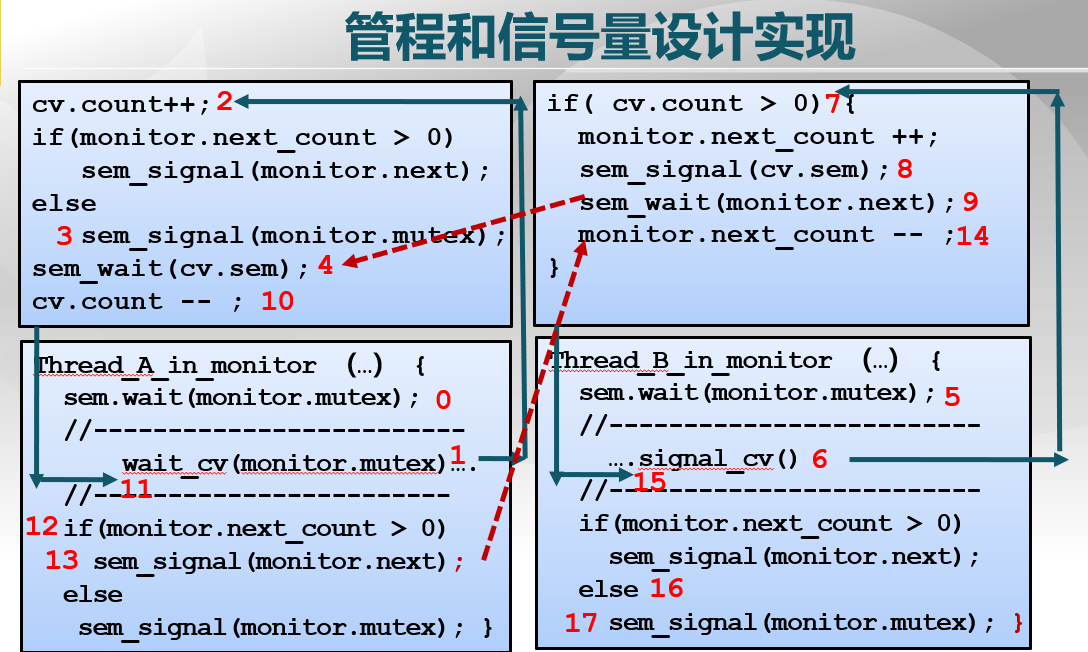 管程和信号量设计实现
cv.count++; 2
if(monitor.next_count > 0)
sem_signal(monitor.next);
else
3 sem_signal(monitor.mutex);
sem_wait(cv.sem); 4
cv.count -- ; 10
if( cv.count > 0) 7 {
monitor.next_count ++;
sem_signal(cv.sem); 8
sem_wait(monitor.next); 9
monitor.next_count -- ; 14
}
Thread_A_in_monitor (…) {
sem.wait(monitor.mutex); 0
//--------------------------
wait_cv(monitor.mutex) 1 ….
11
//-------------------------
12 if(monitor.next_count > 0)
13 sem_signal(monitor.next);
else
sem_signal(monitor.mutex); }
Thread_B_in_monitor (…) {
sem.wait(monitor.mutex); 5
//--------------------------
….signal_cv() 6
15
//--------------------------
if(monitor.next_count > 0)
sem_signal(monitor.next);
else 16
17 sem_signal(monitor.mutex); }